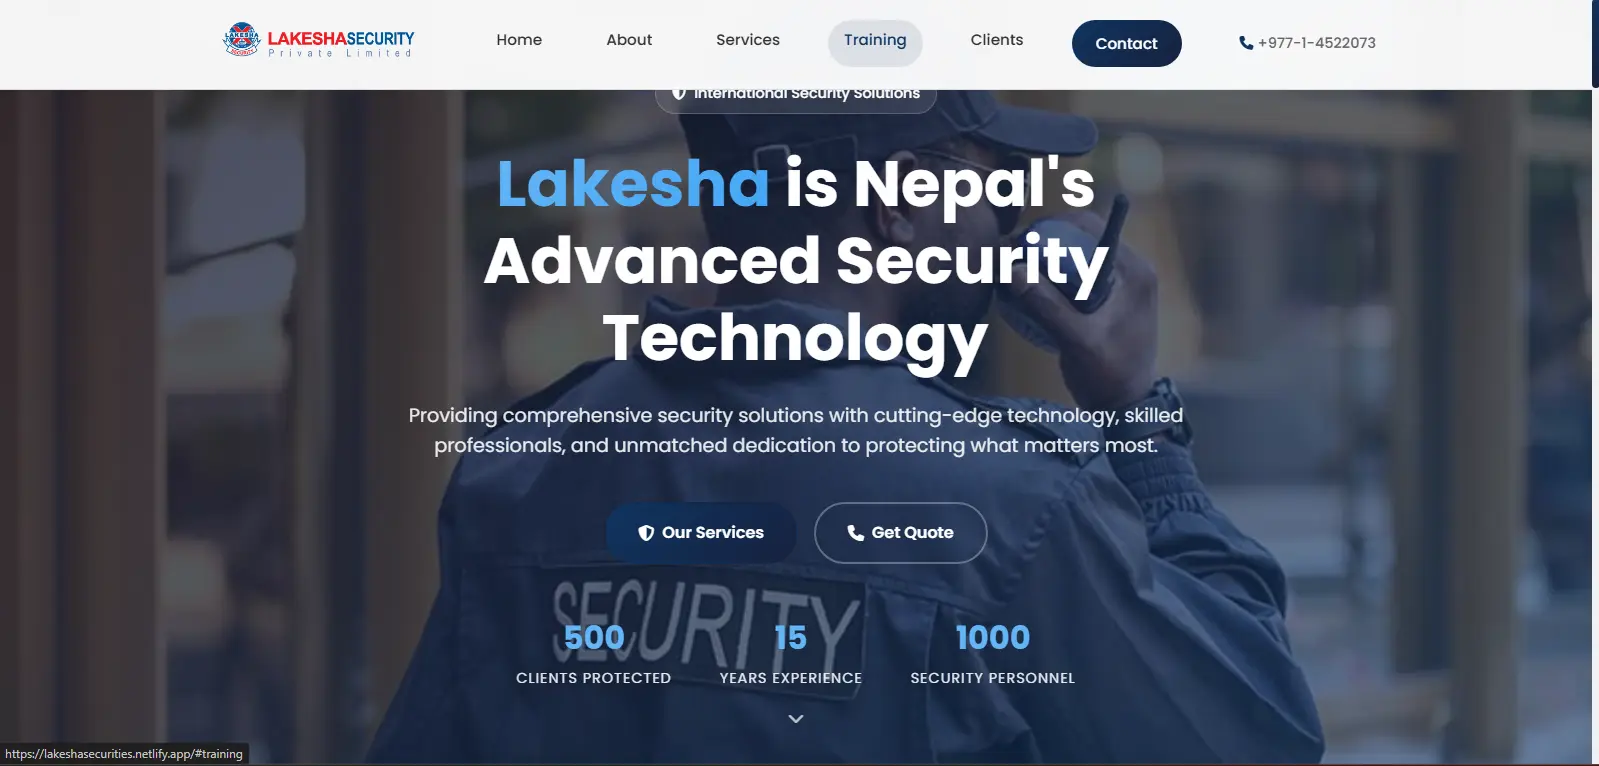 LAKESHA
SECURITY
LAKESHASECURITY
Private Limited
Home
About
Services
Training
Clients
Contact
+977-1-4522073
International Security Solutions
Lakesha is Nepal's
Advanced Security
Technology
Providing comprehensive security solutions with cutting-edge technology, skilled
professionals, and unmatched dedication to protecting what matters most.
Our Services
Get Quote
SECURITY
500
15
1000
CLIENTS PROTECTED
YEARS EXPERIENCE
SECURITY PERSONNEL
https://lakeshasecurities.netlify.app/#training